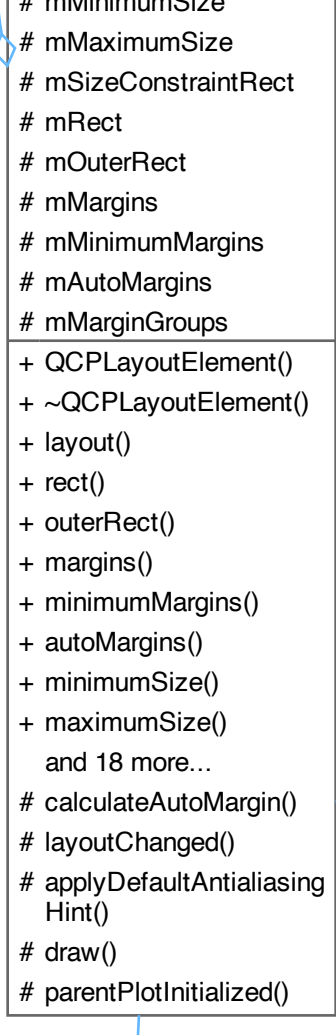 # mMinimumSize
# mMaximumSize
# mSizeConstraintRect
# mRect
# mOuterRect
# mMargins
# mMinimumMargins
# mAutoMargins
# mMarginGroups
+ QCPLayoutElement()
+ ~QCPLayoutElement()
+ layout()
+ rect()
+ outerRect()
+ margins()
+ minimumMargins()
+ autoMargins()
+ minimumSize()
+ maximumSize()
and 18 more...
# calculateAutoMargin()
# layoutChanged()
# applyDefaultAntialiasing
Hint()
# draw()
# parentPlotInitialized()